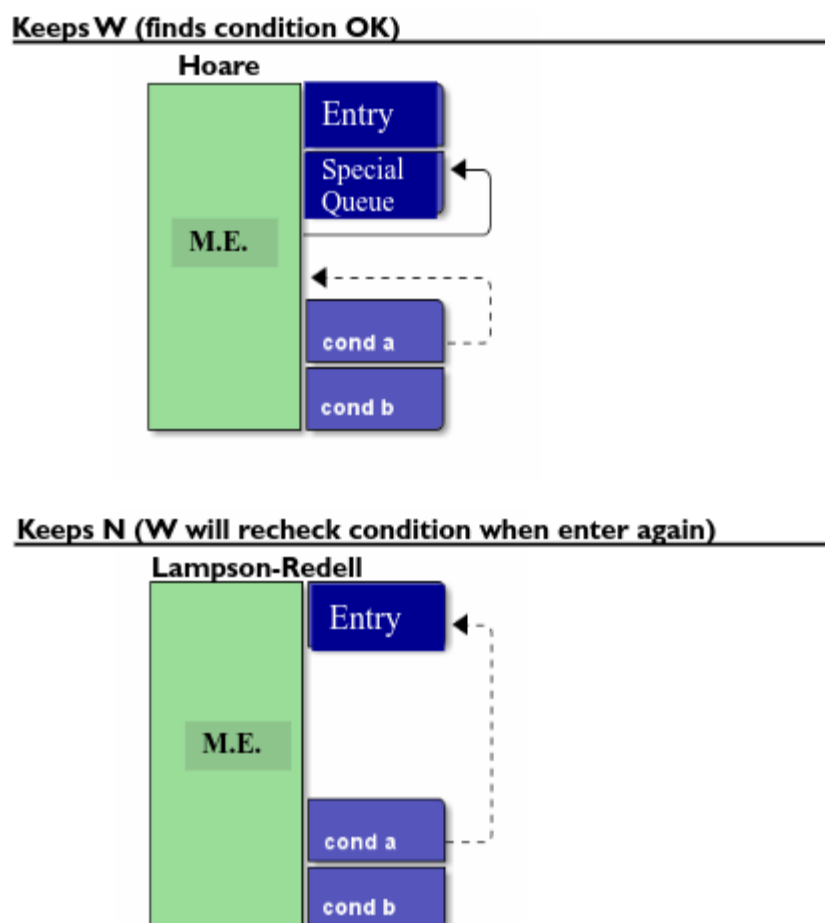 Keeps W (finds condition OK)
Hoare
Entry
Special
Queue
M.E.
cond a
cond b
Keeps N (W will recheck condition when enter again)
Lampson-Redell
Entry
M.E.
cond a
cond b